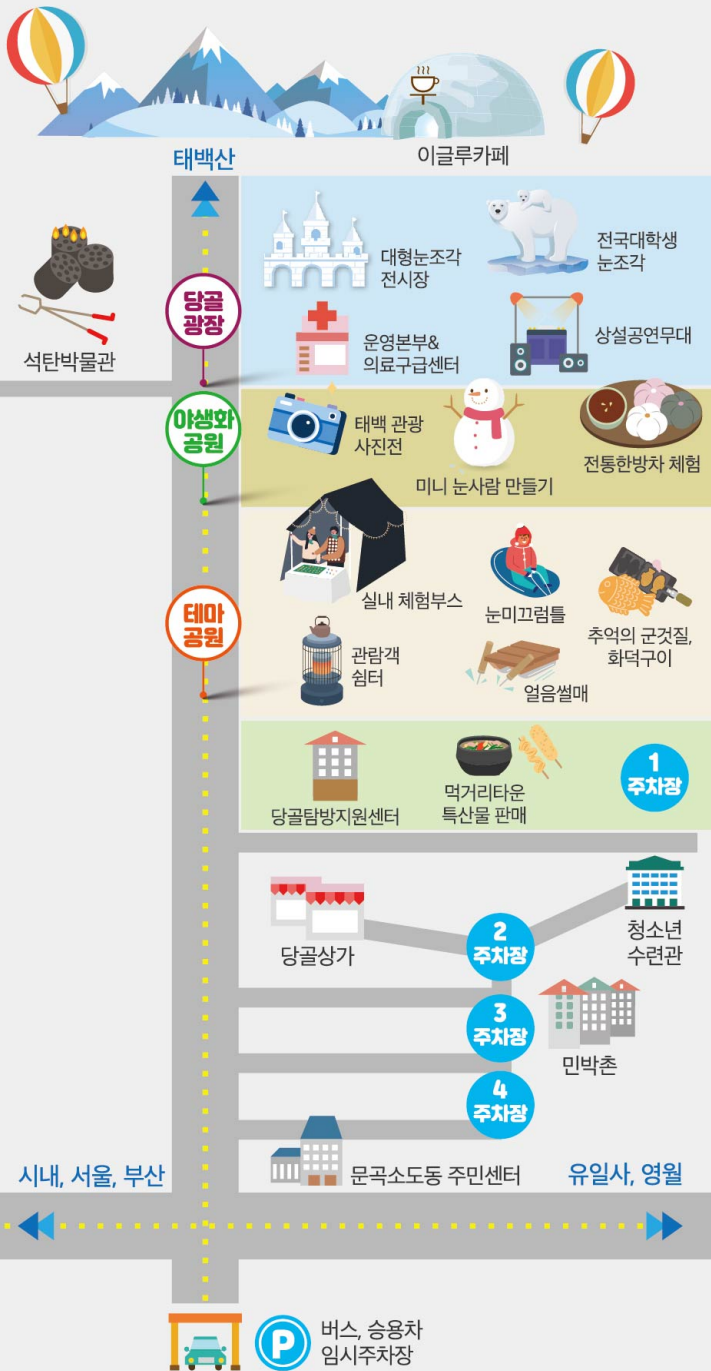 태백산
이글루카페
대형눈조각
전시장
전국대학생
눈조각
당골
광장
석탄박물관
운영본부&
의료구급센터
상설공연무대
야생화
공원
태백 관광
사진전
미니 눈사람 만들기
전통한방차 체험
테마
공원
실내 체험부스
눈미끄럼틀
추억의 군것질,
화덕구이
관람객
쉼터
얼음썰매
당골탐방지원센터
먹거리타운
특산물 판매
1
주차장
당골상가
2
주차장
청소년
수련관
3
주차장
민박촌
4
주차장
문곡소도동 주민센터
시내, 서울, 부산
유일사, 영월
P
버스, 승용차
임시주차장